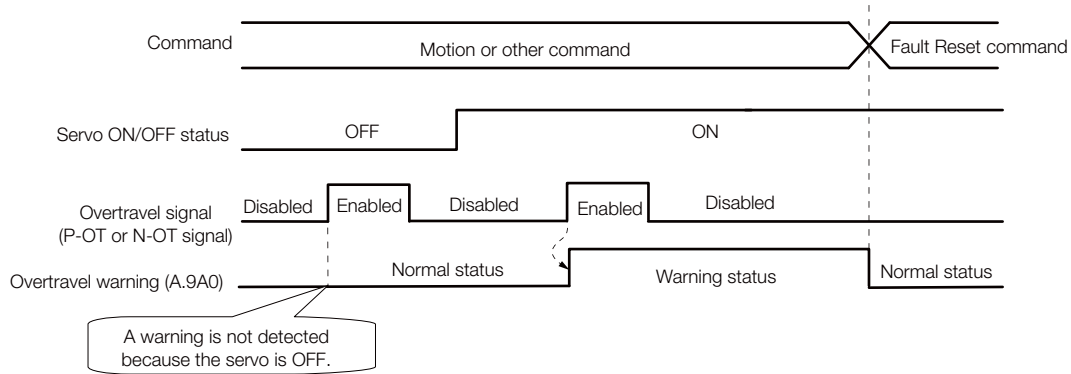 Command
Motion or other command
Fault Reset command
Servo ON/OFF status
OFF
ON
Overtravel signal
(P-OT or N-OT signal)
Disabled
Enabled
Disabled
Enabled
Disabled
Overtravel warning (A.9A0)
Normal status
Warning status
Normal status
A warning is not detected
because the servo is OFF.